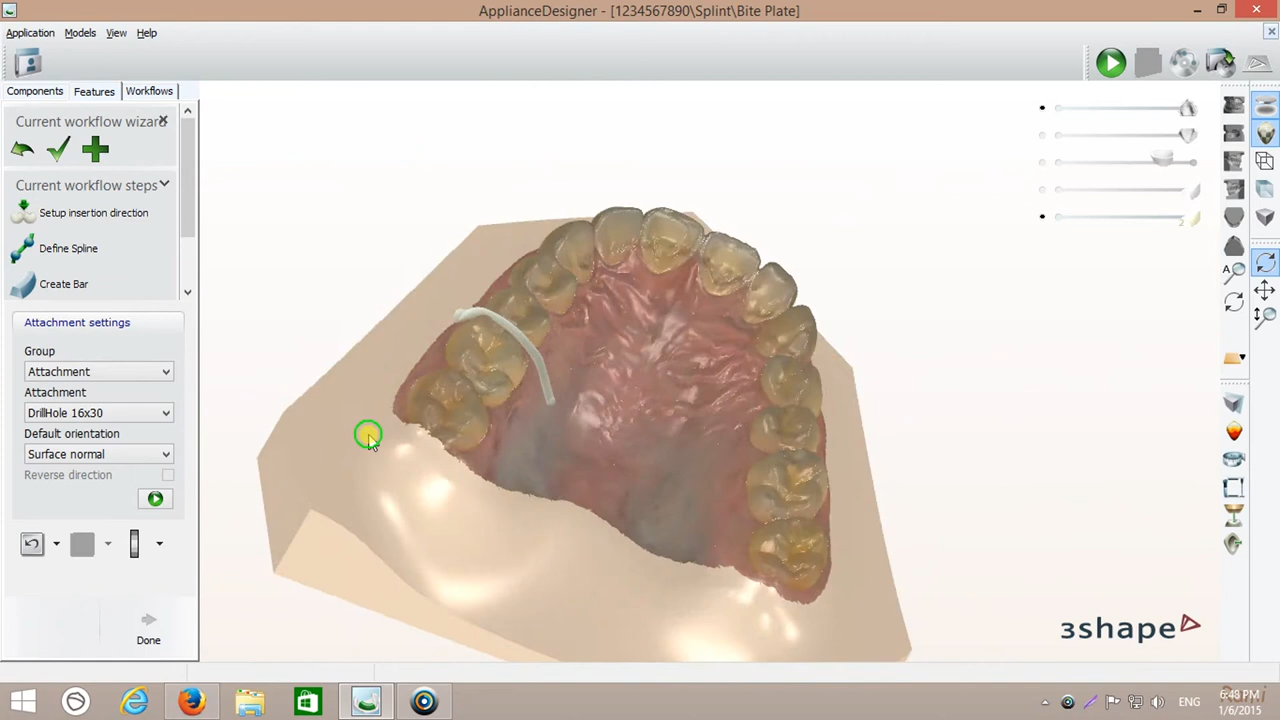 ApplianceDesigner - [1234567890\Splint\Bite Plate]
Application Models View Help
Components Features Workflows
Current workflow wizard
Current workflow steps
Setup insertion direction
Define Spline
Create Bar
Attachment settings
Group
Attachment
Attachment
DrillHole 16x30
Default orientation
Surface normal
Reverse direction
Done
2
3shape
ENG
6:48 PM
1/6/2015